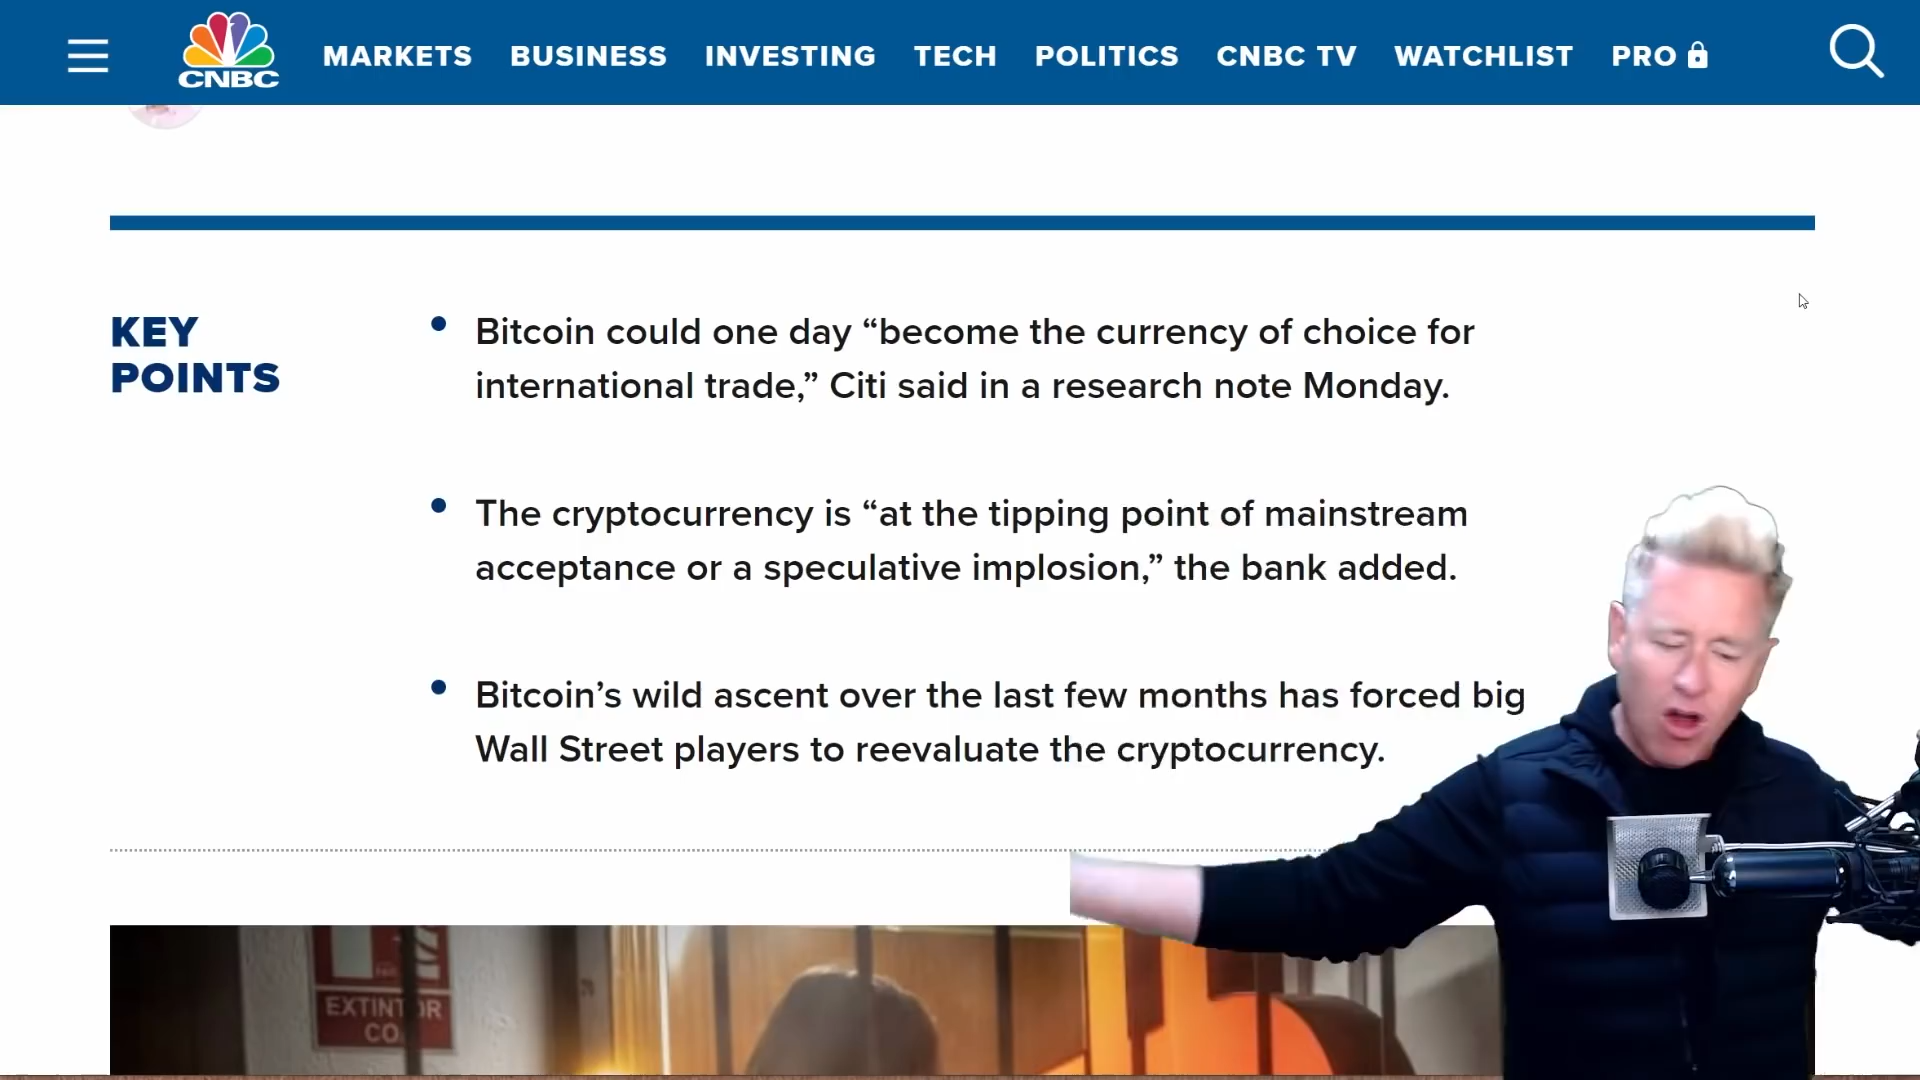 CNBC MARKETS BUSINESS INVESTING TECH POLITICS CNBC TV WATCHLIST PRO
KEY
POINTS
Bitcoin could one day “become the currency of choice for
international trade,” Citi said in a research note Monday.
The cryptocurrency is “at the tipping point of mainstream
acceptance or a speculative implosion,” the bank added.
Bitcoin’s wild ascent over the last few months has forced big
Wall Street players to reevaluate the cryptocurrency.
EXTINTOR